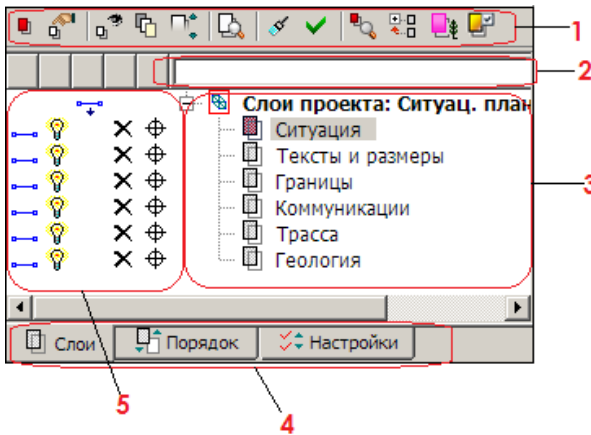 1
2
Слои проекта: Ситуац. план
Ситуация
Тексты и размеры
Границы
3
Коммуникации
Трасса
Геология
Слои
Порядок
Настройки
5
4